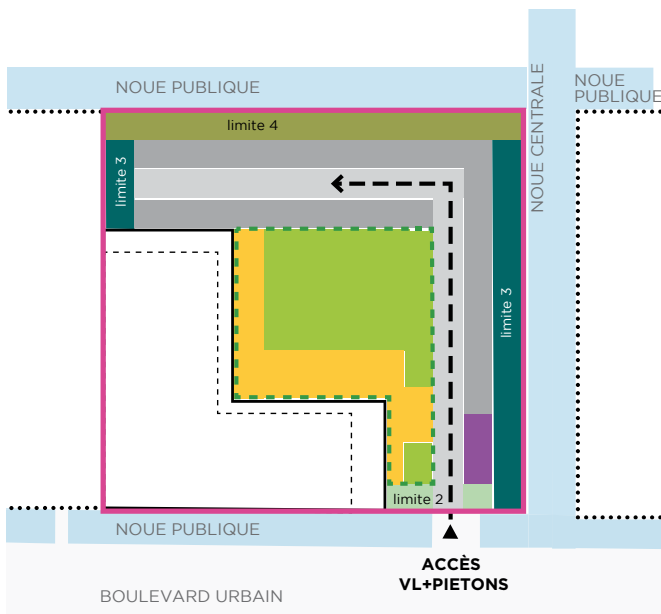 NOUE PUBLIQUE
NOUE
PUBLIQUE
NOUE CENTRALE
limite 4
limite 3
limite 3
limite 2
NOUE PUBLIQUE
ACCÈS
VL+PIETONS
BOULEVARD URBAIN